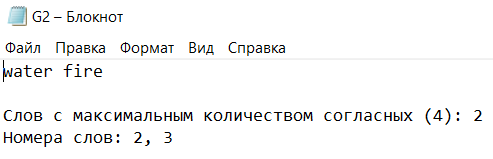 G2 – Блокнот
Файл Правка Формат Вид Справка
water fire

Слов с максимальным количеством согласных (4): 2
Номера слов: 2, 3